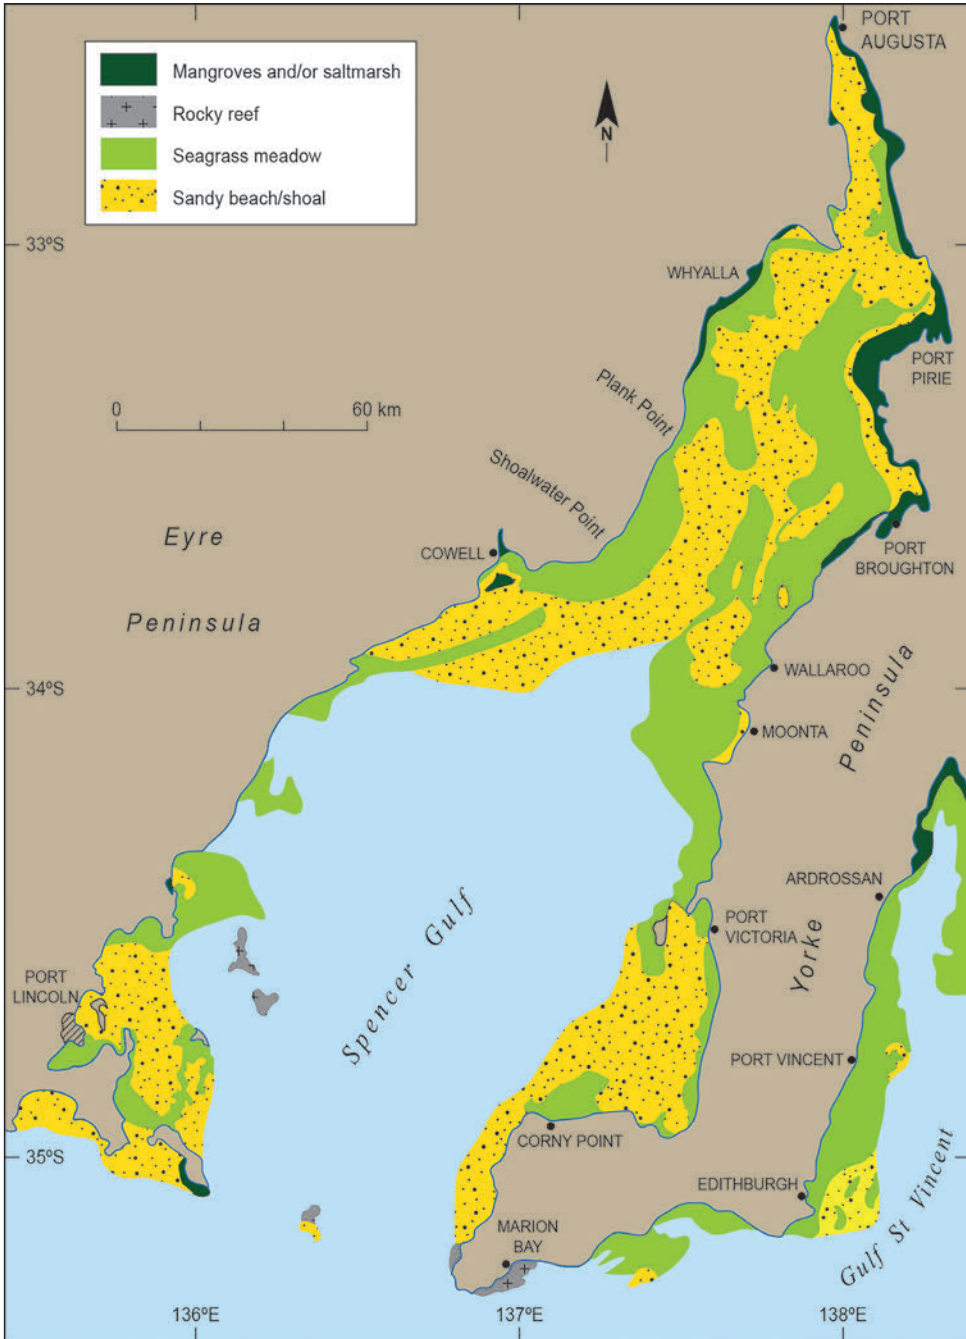 PORT
AUGUSTA
Mangroves and/or saltmarsh
Rocky reef
Seagrass meadow
Sandy beach/shoal
N
33ºS
WHYALLA
PORT
PIRIE
Plank Point
0 60 km
Shoalwater Point
Eyre
Peninsula
COWELL
PORT
BROUGHTON
34ºS
WALLAROO
MOONTA
Peninsula
Yorke
ARDROSSAN
PORT
VICTORIA
Spencer Gulf
PORT
LINCOLN
PORT VINCENT
CORNY POINT
35ºS
EDITHBURGH
MARION
BAY
Gulf St Vincent
136ºE
137ºE
138ºE